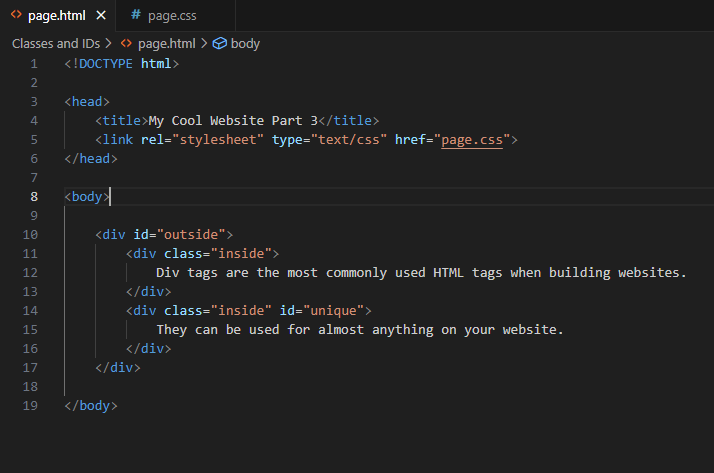 page.html
page.css
Classes and IDs > page.html > body
1 <!DOCTYPE html>
2
3 <head>
4     <title>My Cool Website Part 3</title>
5     <link rel="stylesheet" type="text/css" href="page.css">
6 </head>
7
8 <body>
9
10     <div id="outside">
11         <div class="inside">
12             Div tags are the most commonly used HTML tags when building websites.
13         </div>
14         <div class="inside" id="unique">
15             They can be used for almost anything on your website.
16         </div>
17     </div>
18
19 </body>